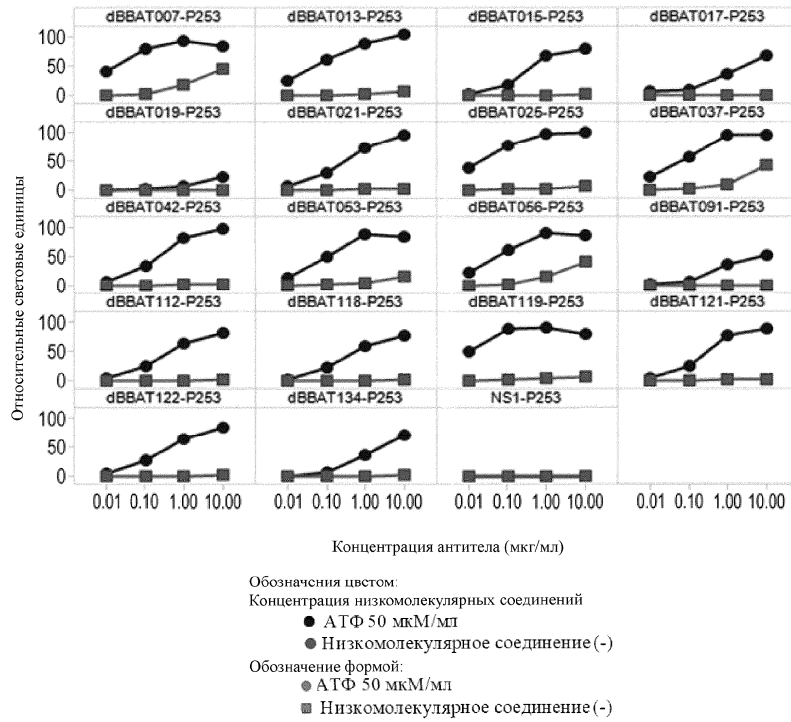 dBBAT007-P253 dBBAT013-P253 dBBAT015-P253 dBBAT017-P253
100
50
0
dBBAT019-P253 dBBAT021-P253 dBBAT025-P253 dBBAT037-P253
100
50
0
dBBAT042-P253 dBBAT053-P253 dBBAT056-P253 dBBAT091-P253
100
50
0
dBBAT112-P253 dBBAT118-P253 dBBAT119-P253 dBBAT121-P253
100
50
0
dBBAT122-P253 dBBAT134-P253 NS1-P253
100
50
0
0.01 0.10 1.00 10.00 0.01 0.10 1.00 10.00 0.01 0.10 1.00 10.00 0.01 0.10 1.00 10.00
Относительные световые единицы
Концентрация антитела (мкг/мл)
Обозначения цветом:
Концентрация низкомолекулярных соединений
АТФ 50 мкМ/мл
Низкомолекулярное соединение (-)
Обозначение формой:
АТФ 50 мкМ/мл
Низкомолекулярное соединение (-)